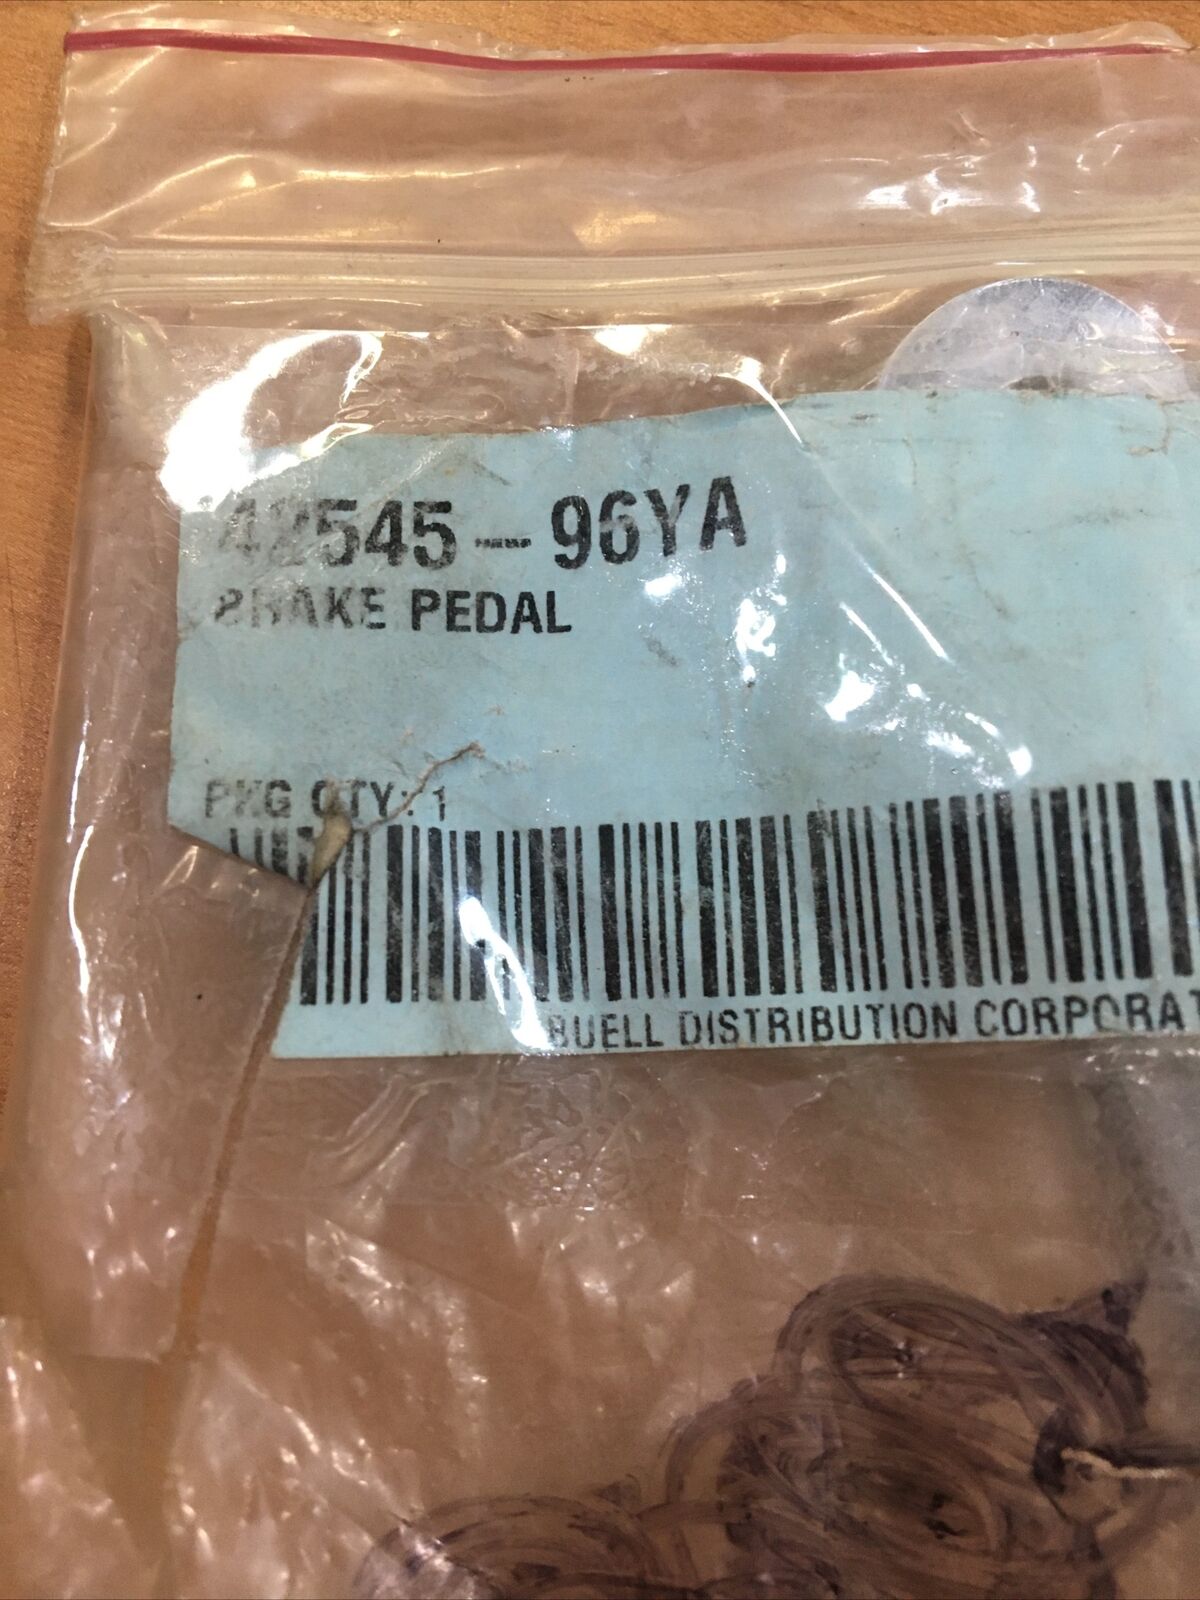 42545-96YA
BRAKE PEDAL
PKG QTY: 1
BUELL DISTRIBUTION CORPORAT